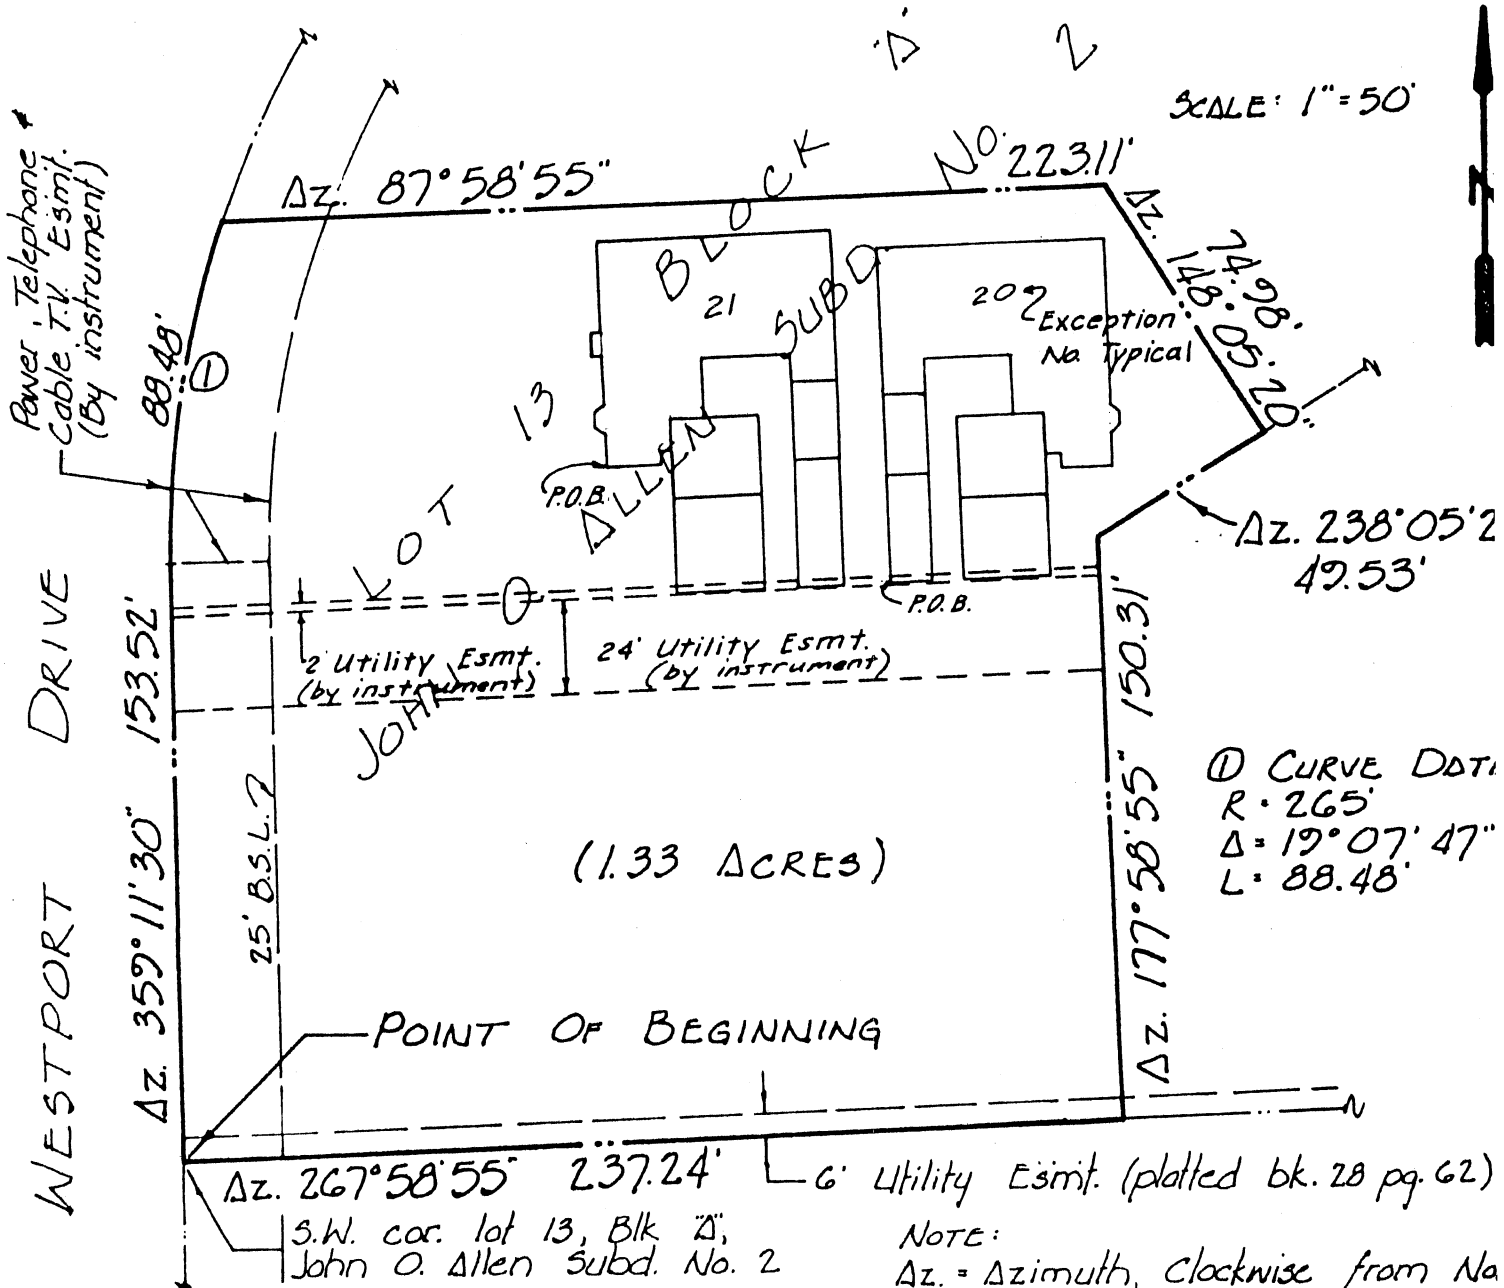 "A" 2
SCALE: 1" = 50'
N
Power, Telephone &
Cable T.V. Esmt.
(By instrument)
Az. 87°58'55" 223.11'
Az. 148°05'20"
74.98'
88.48' ①
LOT 13 BLOCK
JOHN O. ALLEN SUBD. NO.
21
20
Exception
No. Typical
P.O.B.
P.O.B.
Az. 238°05'2
49.53'
2' Utility Esmt.
(by instrument)
24' Utility Esmt.
(by instrument)
WESTPORT DRIVE
Az. 359°11'30" 153.52'
25' B.S.L.
(1.33 ACRES)
Az. 177°58'55" 150.31'
① CURVE DATA
R = 265'
Δ = 19°07'47"
L = 88.48'
POINT OF BEGINNING
Az. 267°58'55" 237.24'
6' Utility Esmt. (platted bk. 28 pg. 62)
S.W. cor. lot 13, Blk "A",
John O. Allen Subd. No. 2
NOTE:
Az. = Azimuth, Clockwise from No